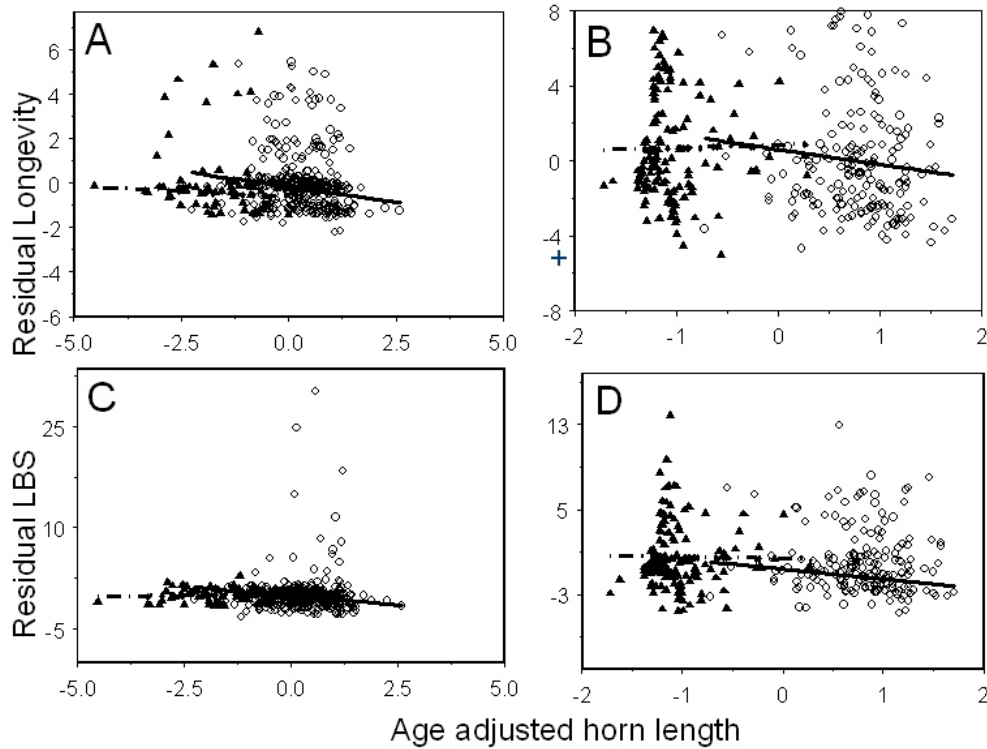 A
B
6
4
2
0
-2
-4
-6
-5.0 -2.5 0.0 2.5 5.0
8
4
0
-4
-8
-2 -1 0 1 2
Residual Longevity
+
C
D
25
10
-5
-5.0 -2.5 0.0 2.5 5.0
13
5
-3
-2 -1 0 1 2
Residual LBS
Age adjusted horn length